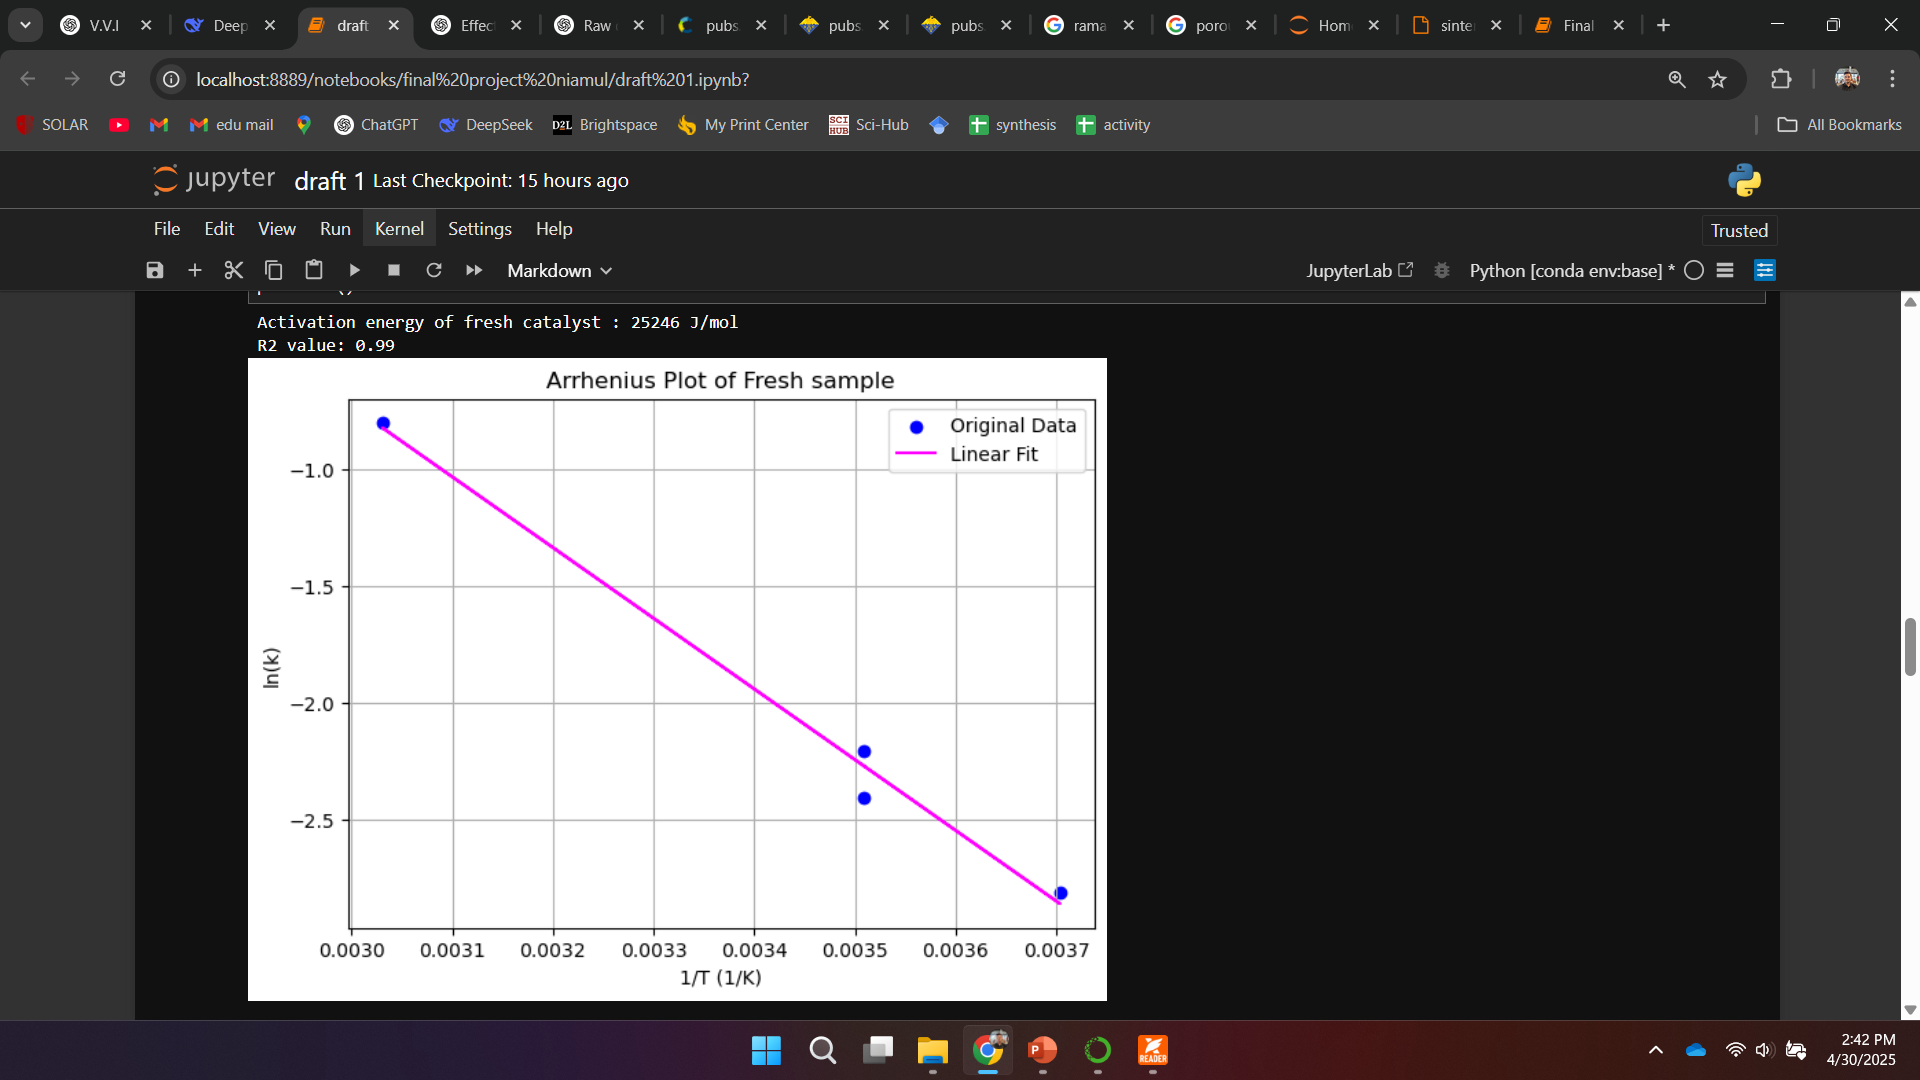 V.V.I
Deep
draft
Effec
Raw
pubs.
pubs
pubs
rama
poro
Hom
sinte
Final
localhost:8889/notebooks/final%20project%20niamul/draft%201.ipynb?
SOLAR
edu mail
ChatGPT
DeepSeek
D2L Brightspace
My Print Center
SCI HUB Sci-Hub
synthesis
activity
All Bookmarks
jupyter draft 1 Last Checkpoint: 15 hours ago
File Edit View Run Kernel Settings Help
Trusted
Markdown
JupyterLab
Python [conda env:base] *
Activation energy of fresh catalyst : 25246 J/mol
R2 value: 0.99
Arrhenius Plot of Fresh sample
Original Data
Linear Fit
−1.0
−1.5
−2.0
−2.5
ln(k)
0.0030 0.0031 0.0032 0.0033 0.0034 0.0035 0.0036 0.0037
1/T (1/K)
READER
2:42 PM
4/30/2025